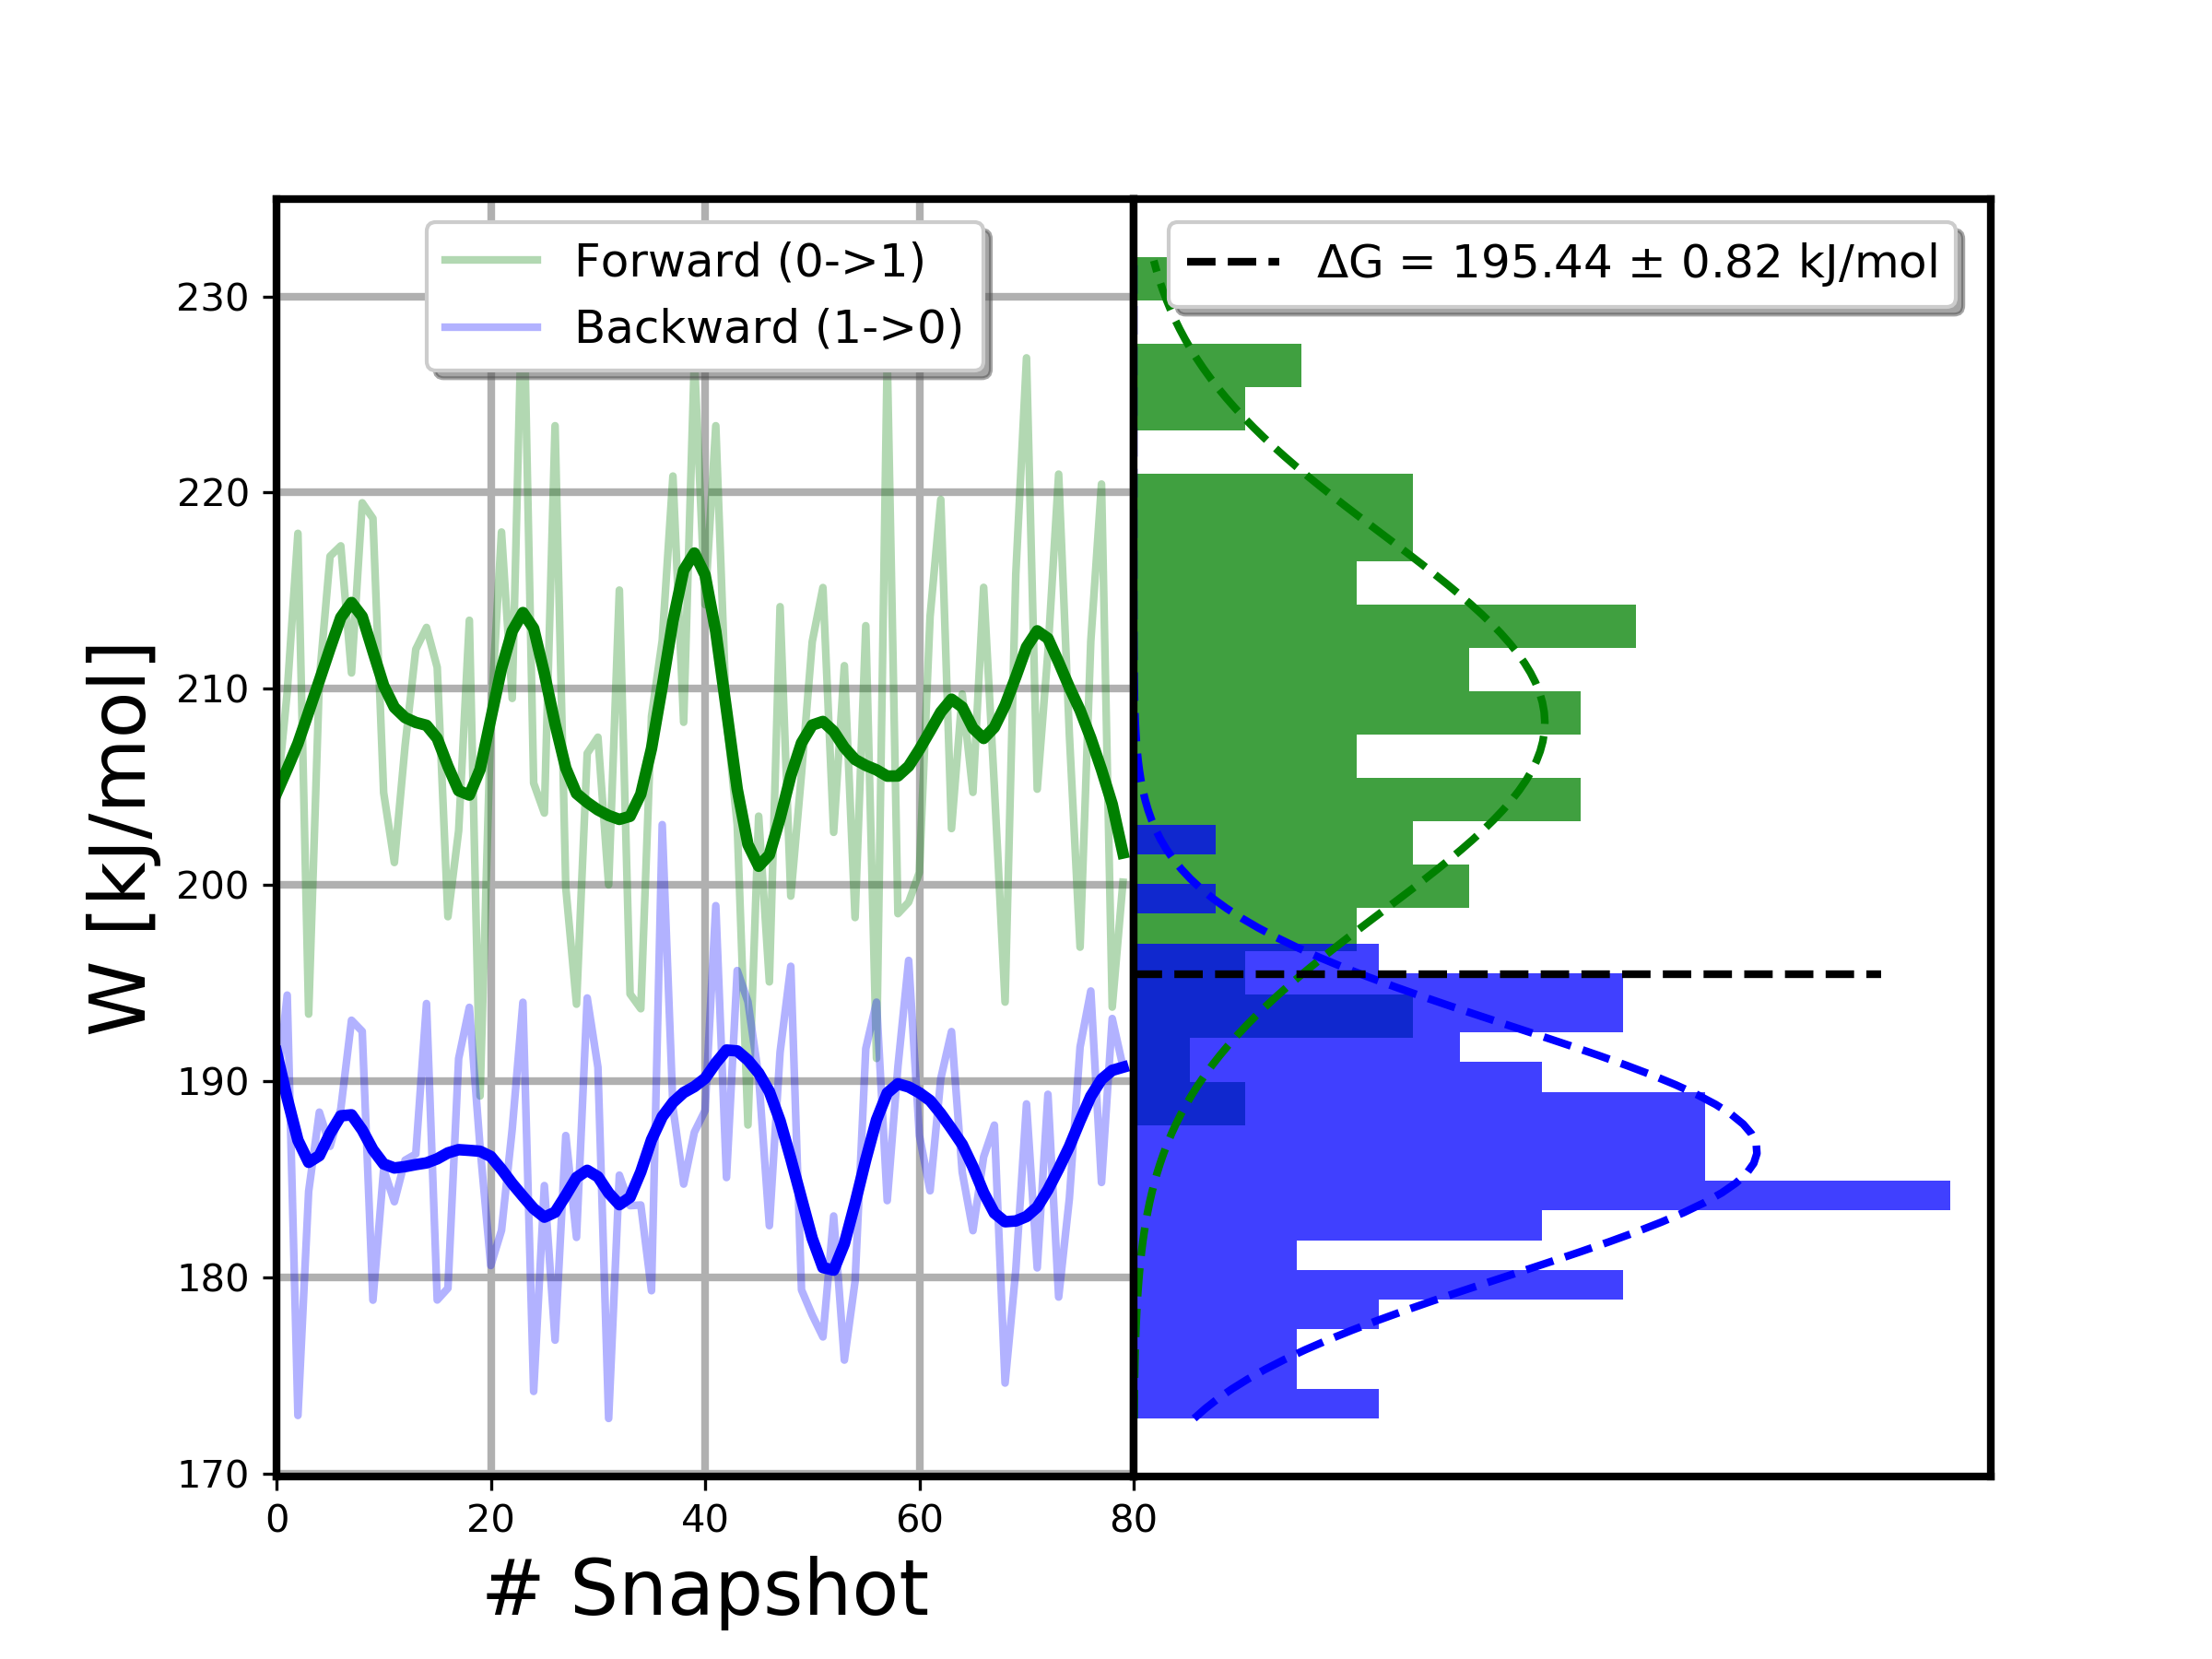 Forward (0->1)
Backward (1->0)
ΔG = 195.44 ± 0.82 kJ/mol
230
220
210
200
190
180
170
W [kJ/mol]
0 20 40 60 80
# Snapshot